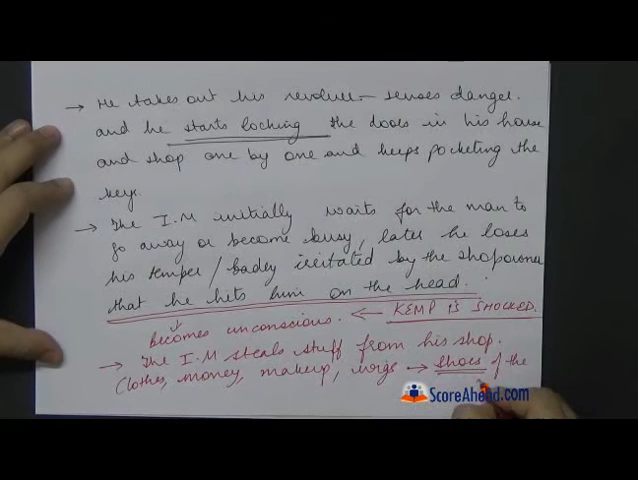 → He takes out his revolver - senses danger.
and he starts locking the doors in his house
and shop one by one and keeps pocketing the
keys.
→ The I.M initially waits for the man to
go away or become busy, later he loses
his temper / badly irritated by the shopowner
that he hits him on the head.
becomes unconscious. ← KEMP IS SHOCKED.
→ The I.M steals stuff from his shop.
Clothes, money, makeup, wigs → shoes of the
ScoreAhead.com